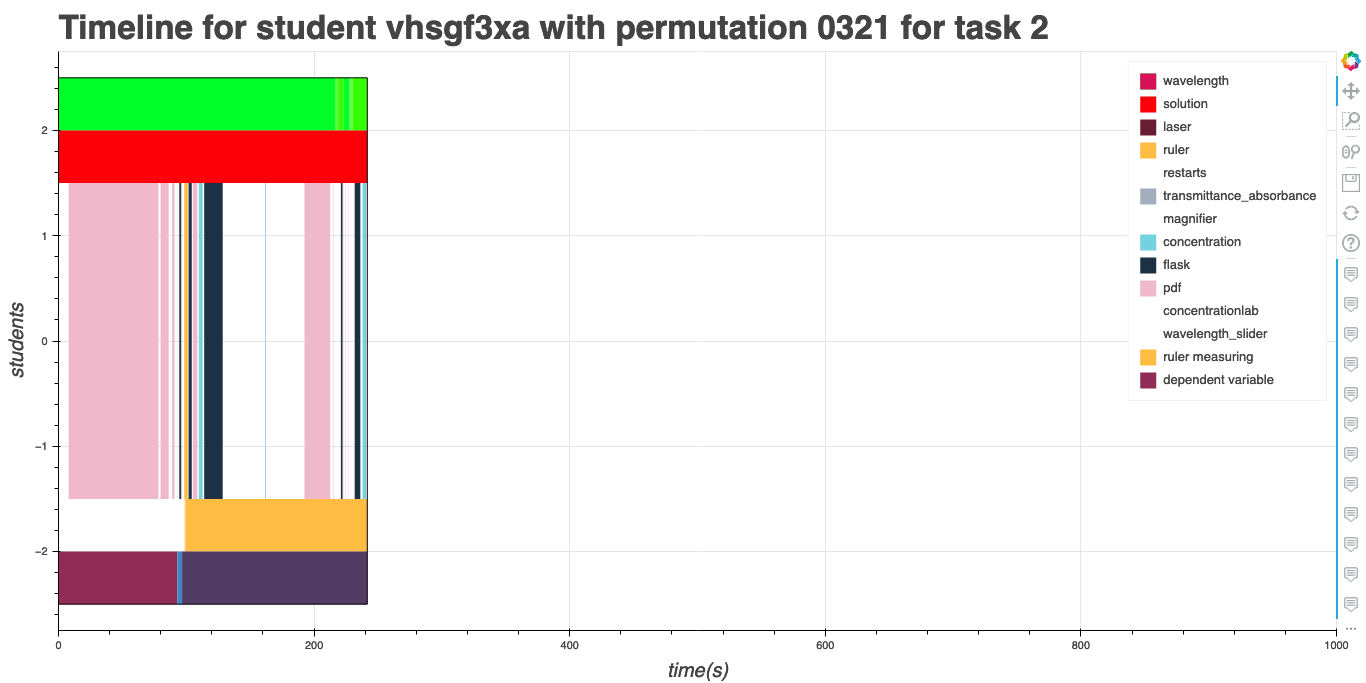 Timeline for student vhsgf3xa with permutation 0321 for task 2
wavelength
solution
laser
ruler
restarts
transmittance_absorbance
magnifier
concentration
flask
pdf
concentrationlab
wavelength_slider
ruler measuring
dependent variable
students
2
1
0
−1
−2
0 200 400 600 800 1000
time(s)